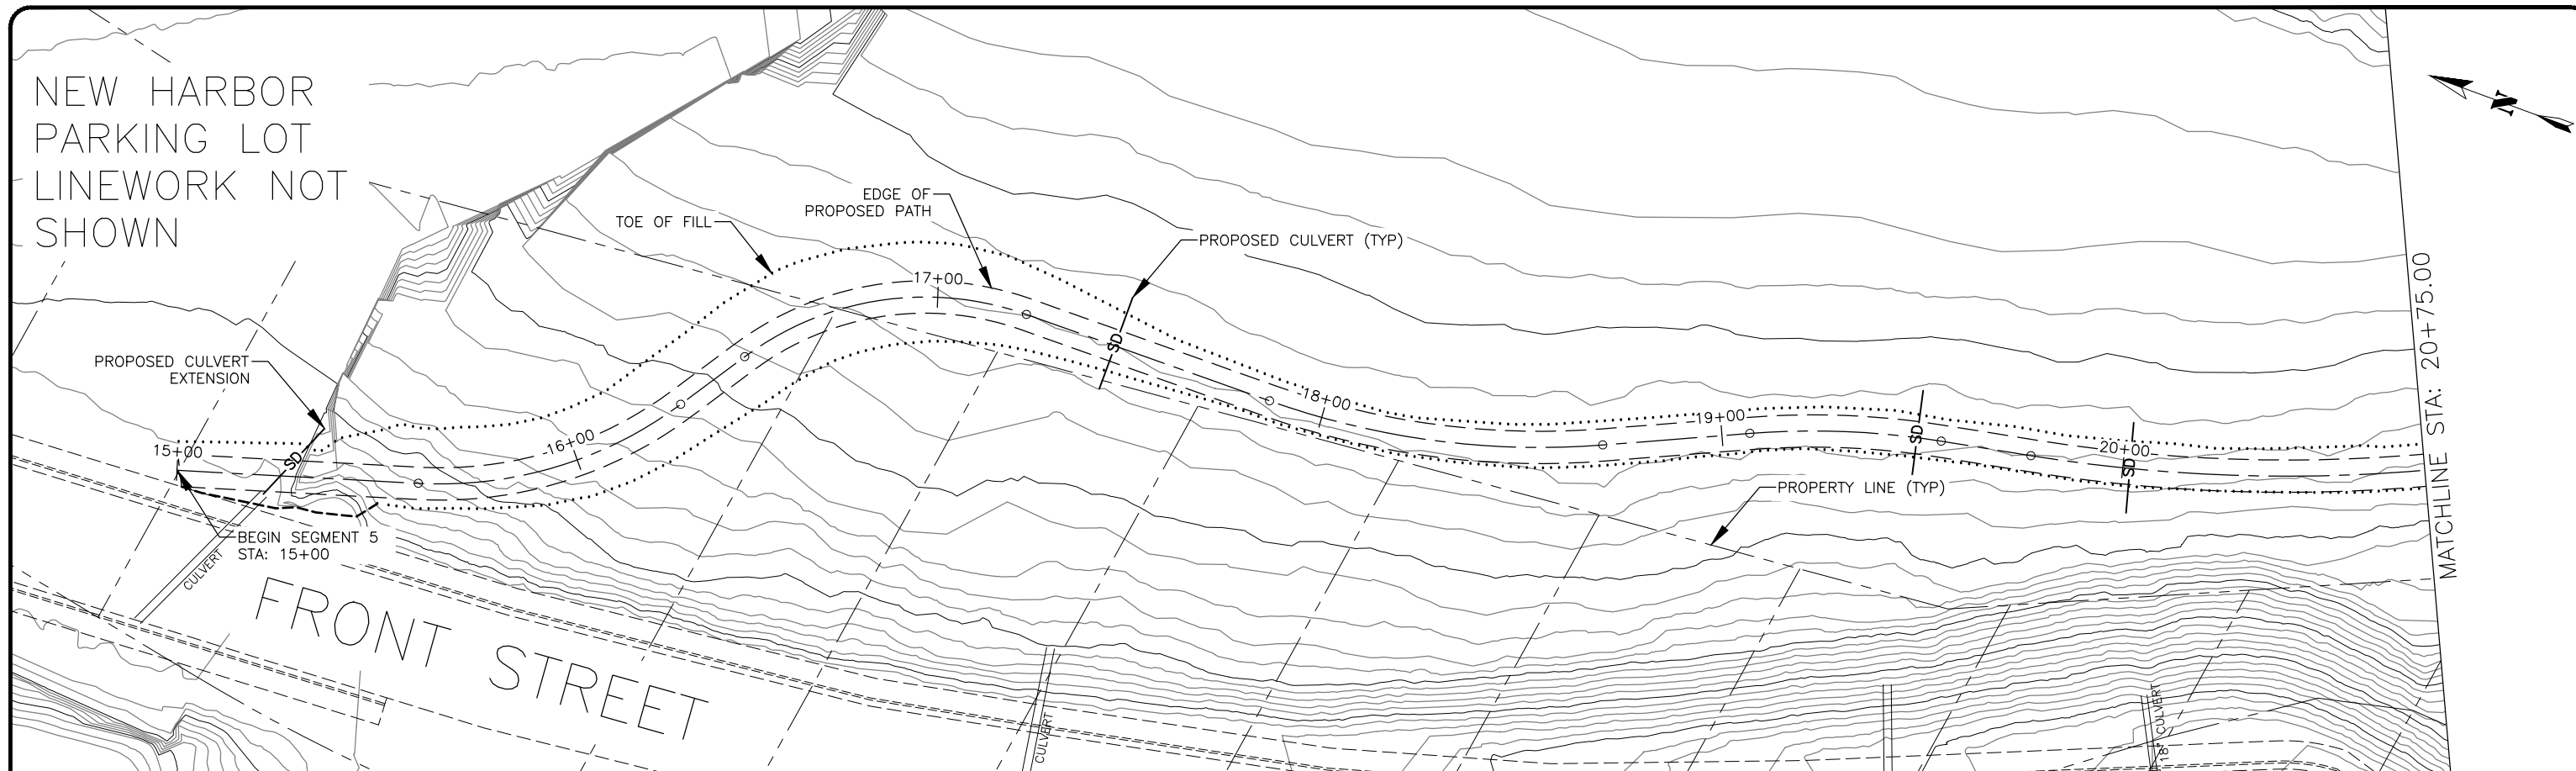 NEW HARBOR
PARKING LOT
LINEWORK NOT
SHOWN
N
EDGE OF
PROPOSED PATH
TOE OF FILL
PROPOSED CULVERT (TYP)
17+00
SD
PROPOSED CULVERT
EXTENSION
18+00
19+00
16+00
15+00
SD
SD
20+00
SD
PROPERTY LINE (TYP)
MATCHLINE STA: 20+75.00
BEGIN SEGMENT 5
STA: 15+00
CULVERT
FRONT STREET
CULVERT
18" CULVERT